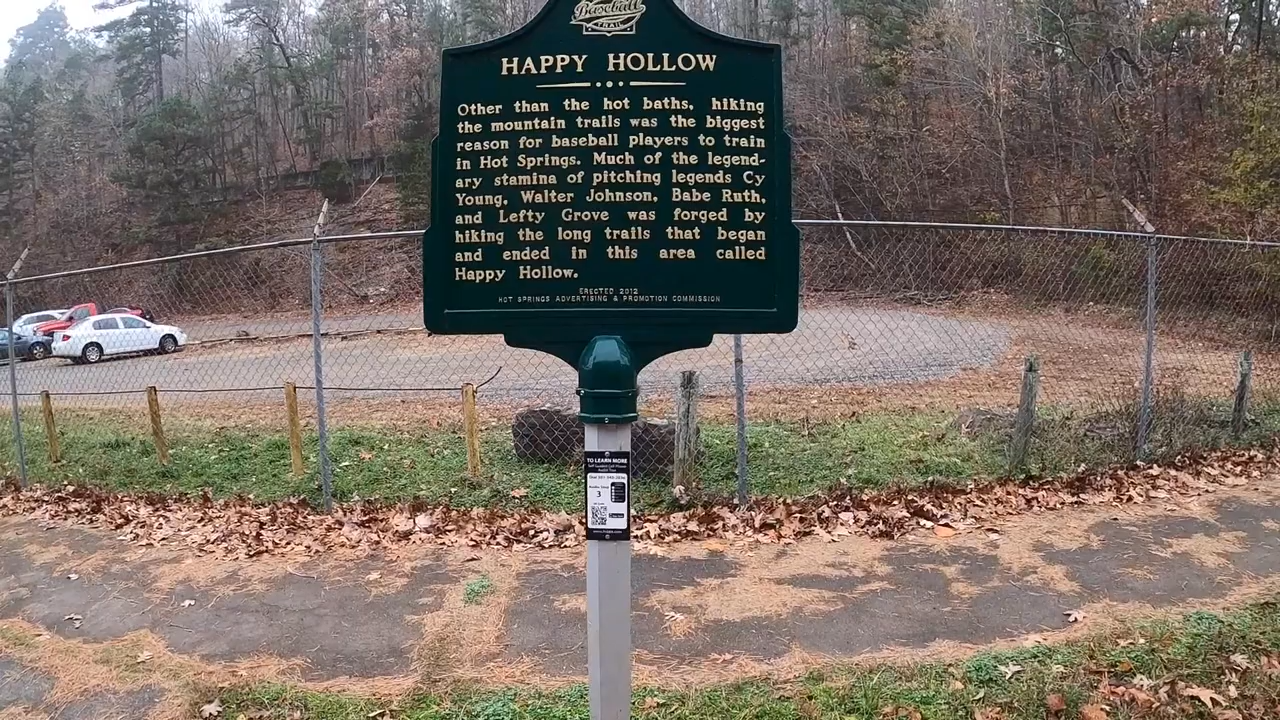 Baseball
TRAIL
HAPPY HOLLOW
Other than the hot baths, hiking
the mountain trails was the biggest
reason for baseball players to train
in Hot Springs. Much of the legend-
ary stamina of pitching legends Cy
Young, Walter Johnson, Babe Ruth,
and Lefty Grove was forged by
hiking the long trails that began
and ended in this area called
Happy Hollow.
ERECTED 2012
HOT SPRINGS ADVERTISING & PROMOTION COMMISSION
TO LEARN MORE
3